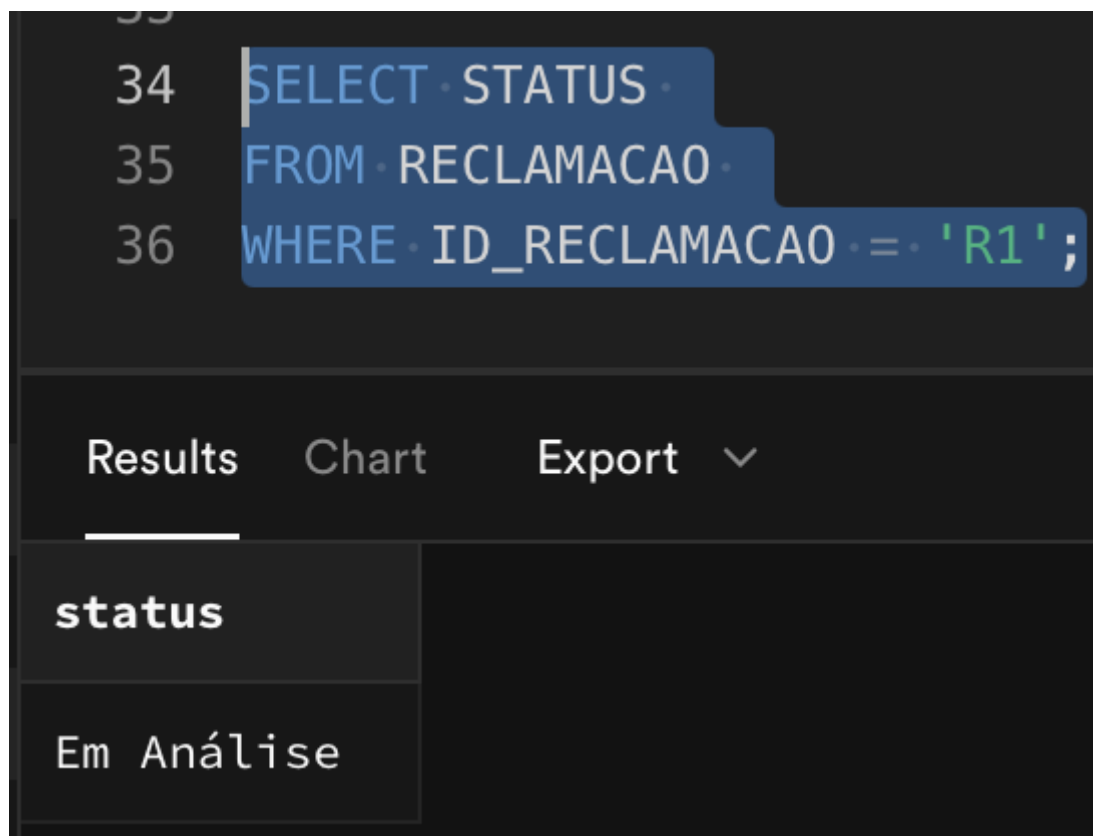 34 SELECT STATUS
35 FROM RECLAMACAO
36 WHERE ID_RECLAMACAO = 'R1';
Results Chart Export
status
Em Análise